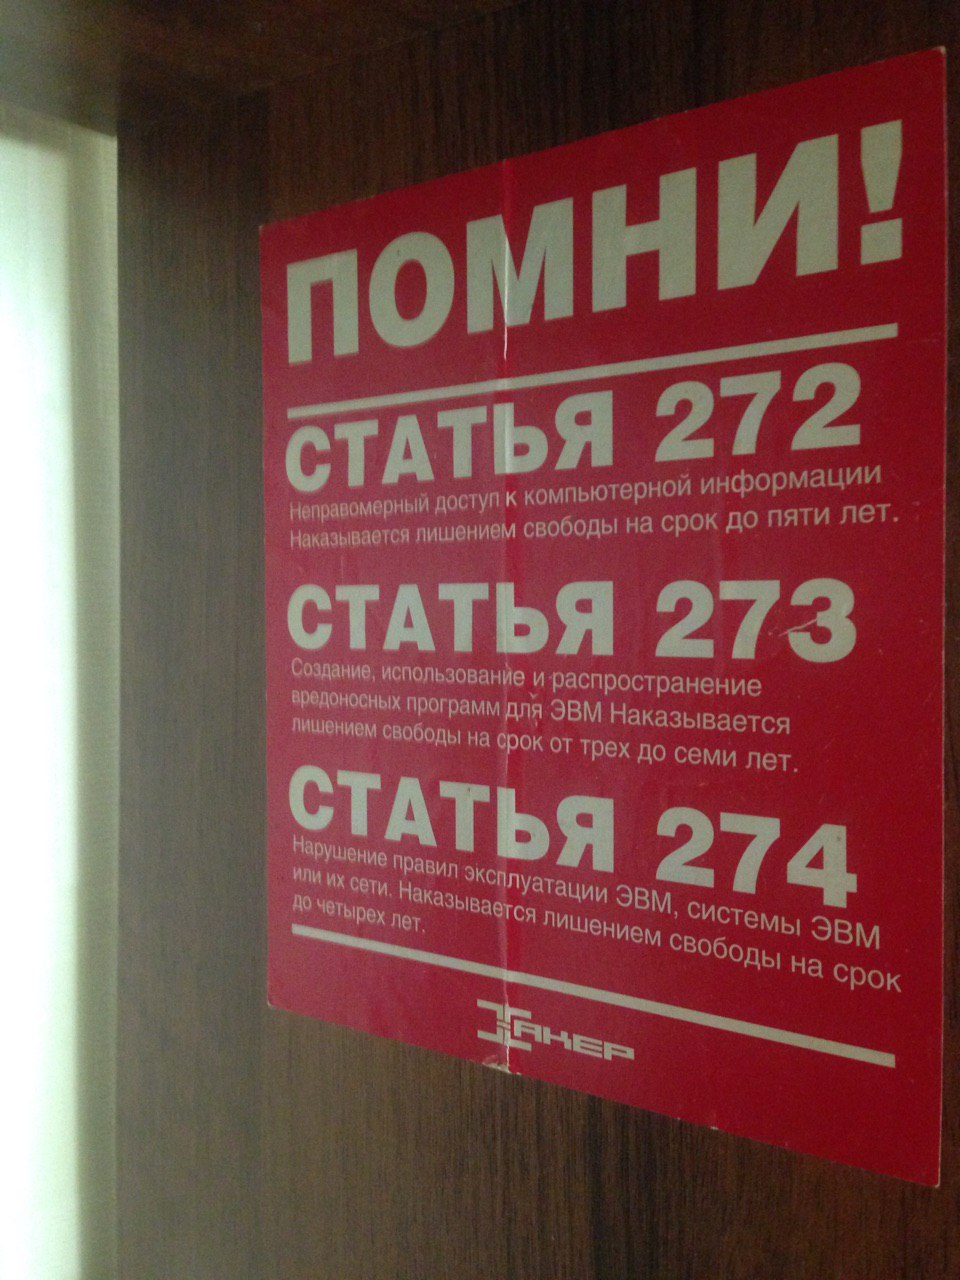 ПОМНИ!
СТАТЬЯ 272
Неправомерный доступ к компьютерной информации
Наказывается лишением свободы на срок до пяти лет.
СТАТЬЯ 273
Создание, использование и распространение
вредоносных программ для ЭВМ Наказывается
лишением свободы на срок от трех до семи лет.
СТАТЬЯ 274
Нарушение правил эксплуатации ЭВМ, системы ЭВМ
или их сети. Наказывается лишением свободы на срок
до четырех лет.
ХАКЕР